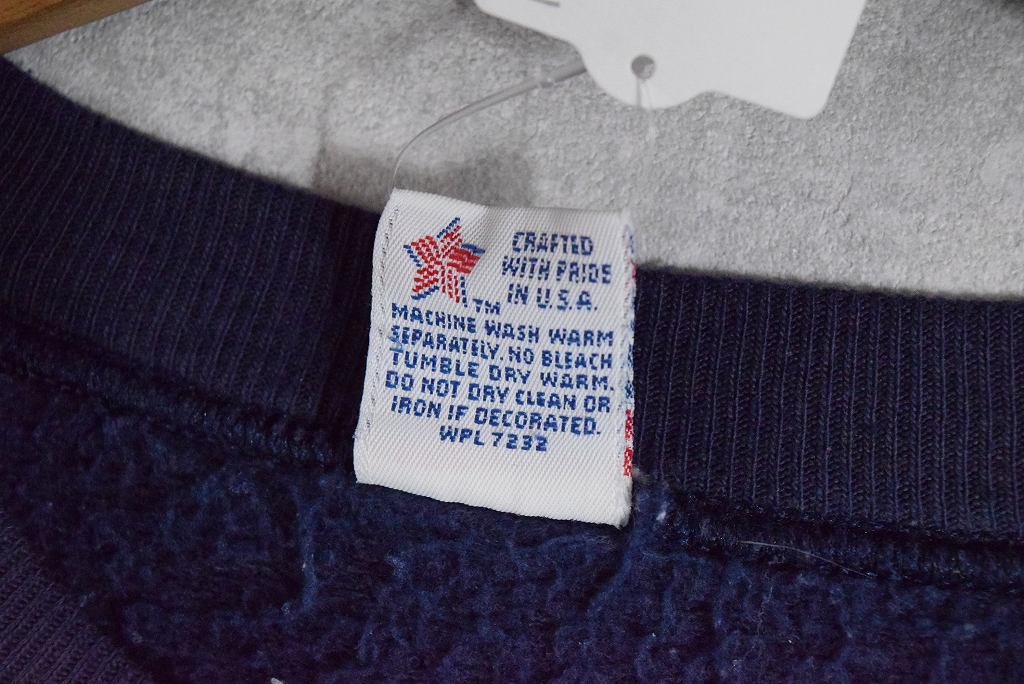 CRAFTED
WITH PRIDE
IN U.S.A.
TM
MACHINE WASH WARM
SEPARATELY. NO BLEACH
TUMBLE DRY WARM.
DO NOT DRY CLEAN OR
IRON IF DECORATED.
WPL 7232